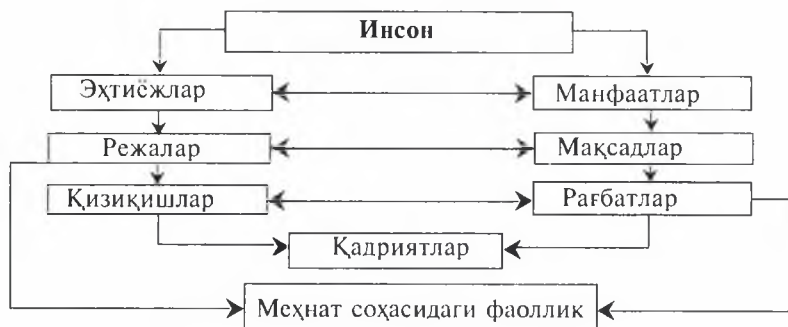 Инсон
Эҳтиёжлар
Манфаатлар
Режалар
Мақсадлар
Қизиқишлар
Рағбатлар
Қадриятлар
Меҳнат соҳасидаги фаоллик